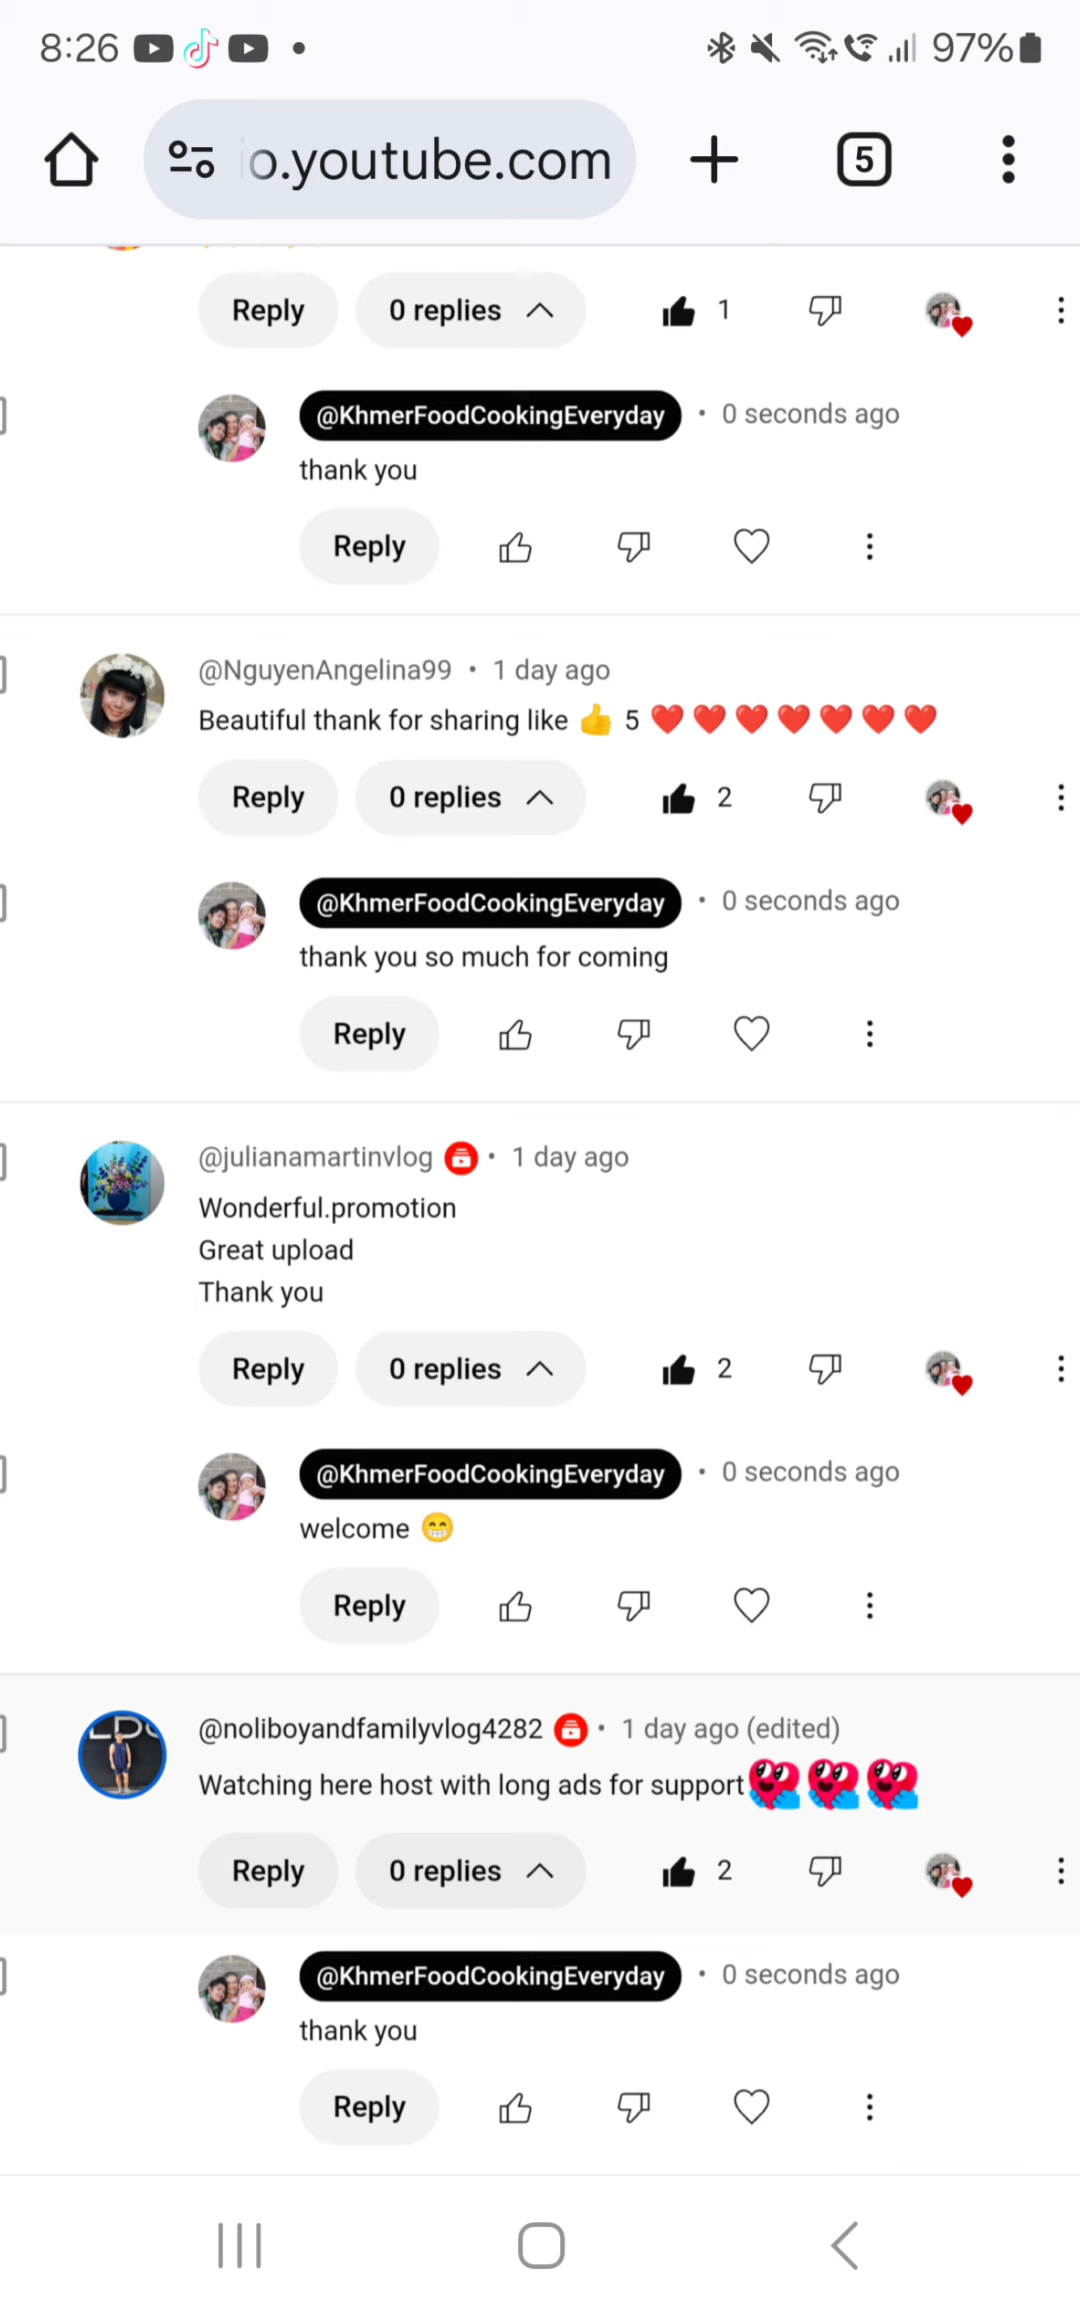 8:26 97%
o.youtube.com 5
Reply 0 replies 1
@KhmerFoodCookingEveryday • 0 seconds ago
thank you
Reply
@NguyenAngelina99 • 1 day ago
Beautiful thank for sharing like 👍 5 ❤️❤️❤️❤️❤️❤️❤️
Reply 0 replies 2
@KhmerFoodCookingEveryday • 0 seconds ago
thank you so much for coming
Reply
@julianamartinvlog • 1 day ago
Wonderful.promotion
Great upload
Thank you
Reply 0 replies 2
@KhmerFoodCookingEveryday • 0 seconds ago
welcome 😁
Reply
@noliboyandfamilyvlog4282 • 1 day ago (edited)
Watching here host with long ads for support
Reply 0 replies 2
@KhmerFoodCookingEveryday • 0 seconds ago
thank you
Reply